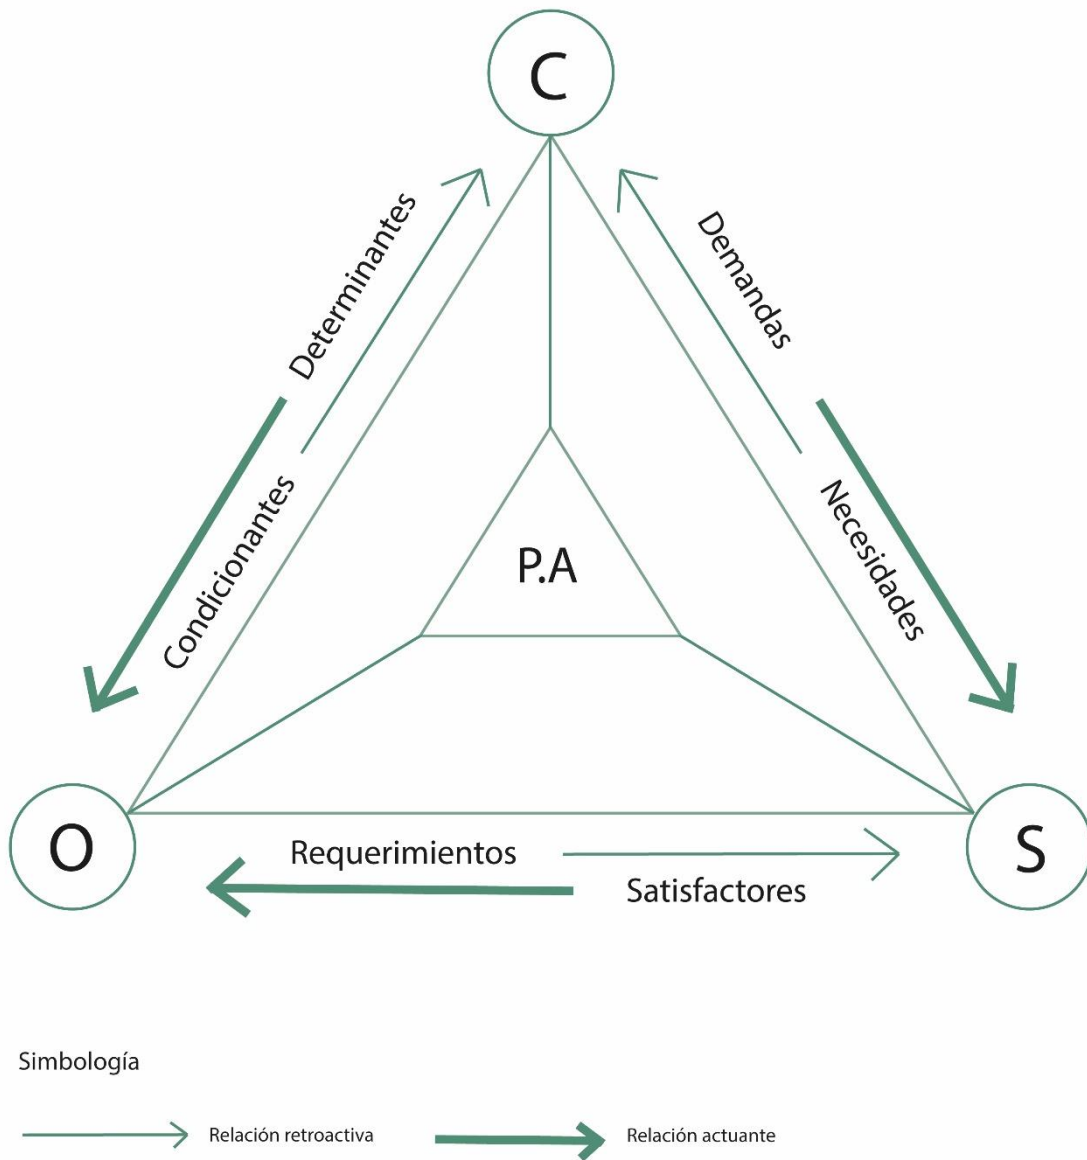 C
Determinantes
Demandas
Condicionantes
Necesidades
P.A
O
S
Requerimientos
Satisfactores
Simbología
Relación retroactiva
Relación actuante